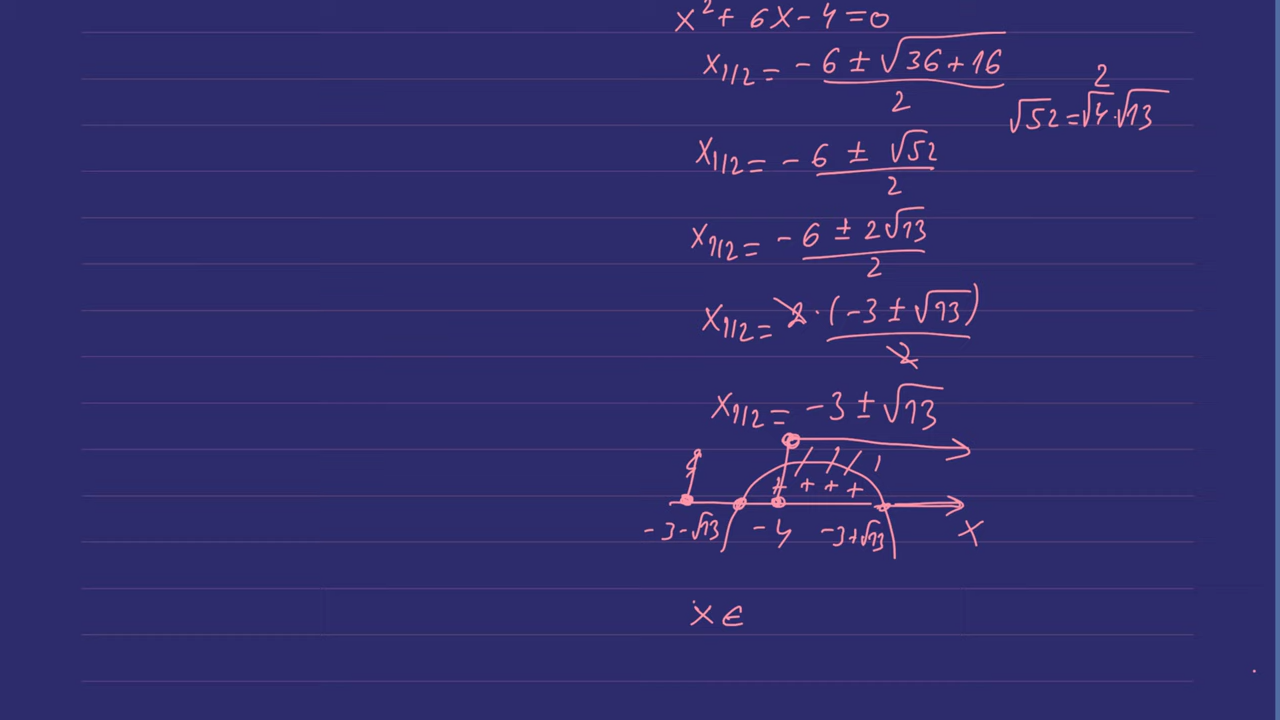 x² + 6x - 4 = 0
x1/2 = -6 ± √36 + 16 / 2
√52 = √4 · √13
2
x1/2 = -6 ± √52 / 2
x1/2 = -6 ± 2√13 / 2
x1/2 = 2 · (-3 ± √13) / 2
x1/2 = -3 ± √13
+ + + +
-3-√13 -4 -3+√13 x
x ∈